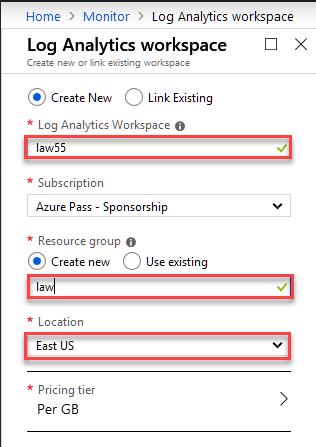 Home > Monitor > Log Analytics workspace
Log Analytics workspace
Create new or link existing workspace
Create New Link Existing
* Log Analytics Workspace
law55
* Subscription
Azure Pass - Sponsorship
* Resource group
Create new Use existing
law
* Location
East US
* Pricing tier
Per GB